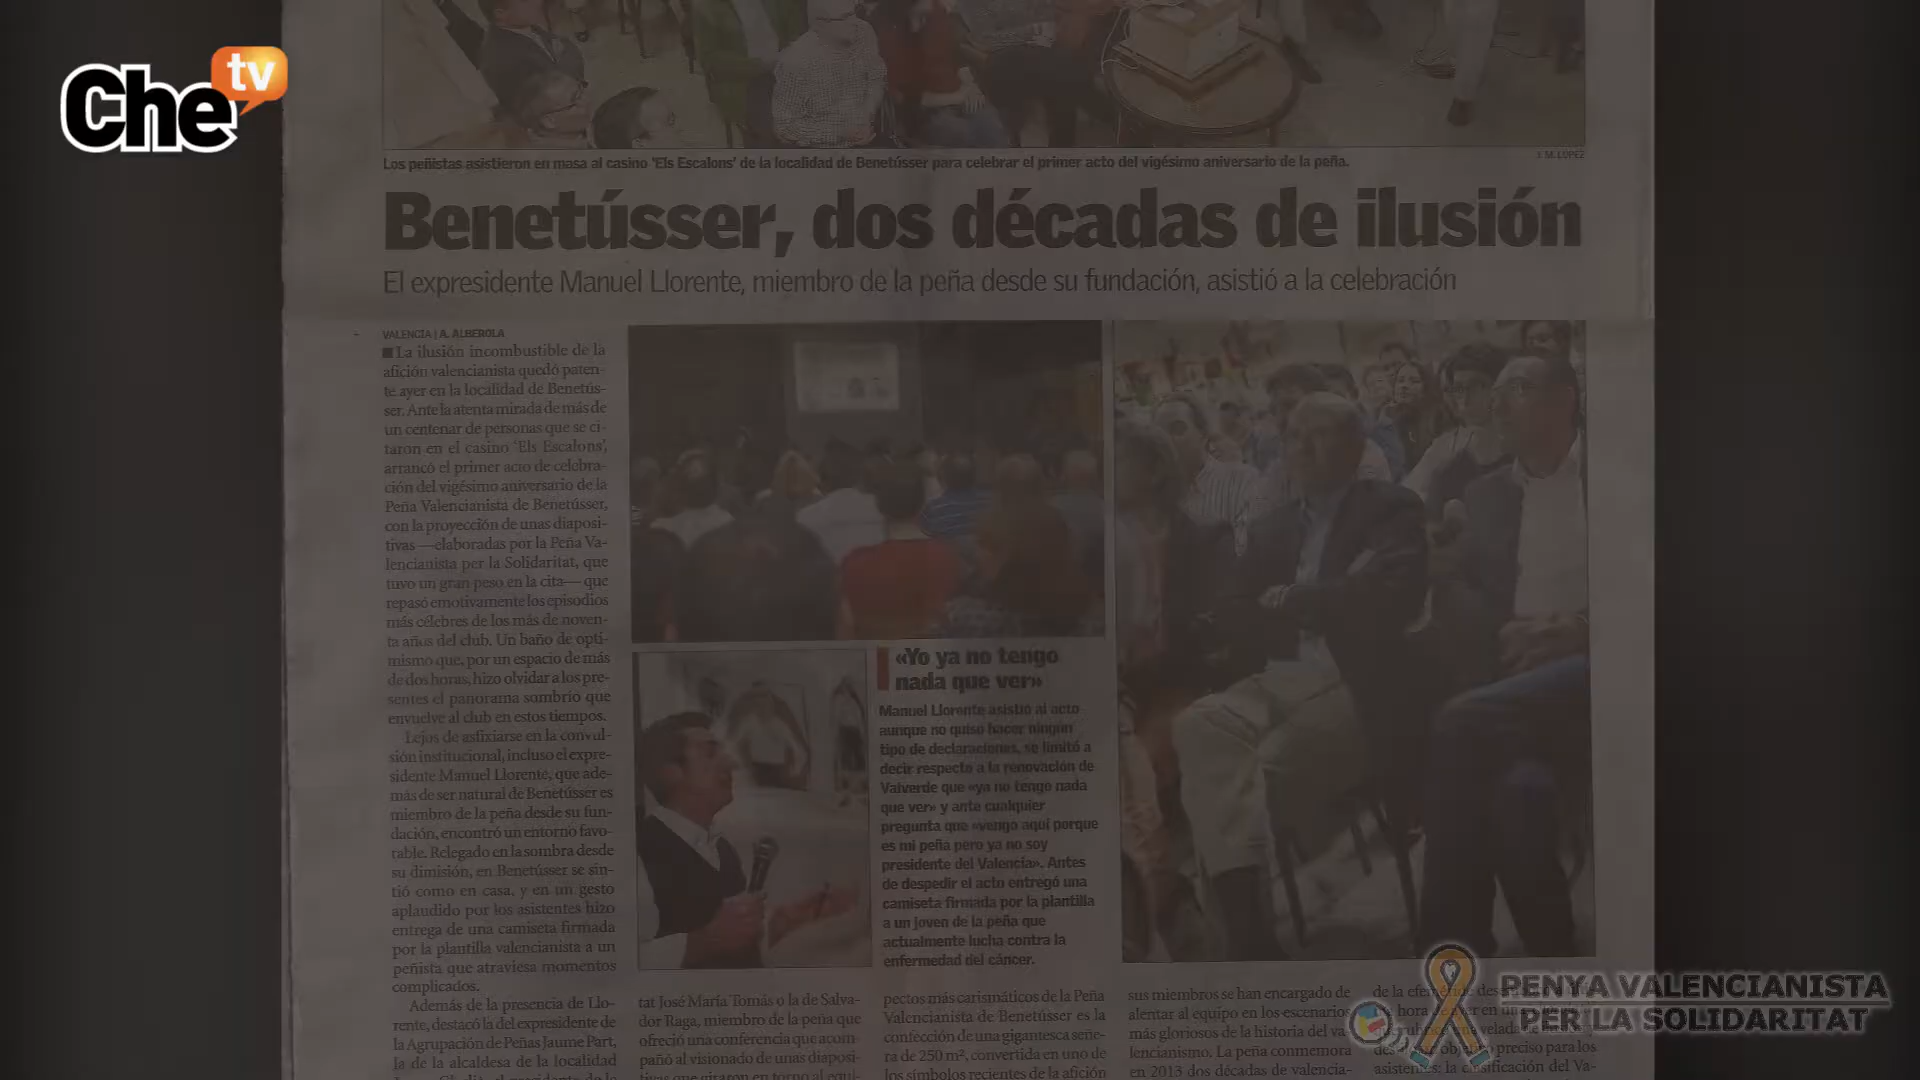 Che tv
Los peñistas asistieron en masa al casino 'Els Escalons' de la localidad de Benetússer para celebrar el primer acto del vigésimo aniversario de la peña.
J. M. LÓPEZ
Benetússer, dos décadas de ilusión
El expresidente Manuel Llorente, miembro de la peña desde su fundación, asistió a la celebración
VALENCIA | A. ALBEROLA
La ilusión incombustible de la
afición valencianista quedó paten-
te ayer en la localidad de Benetús-
ser. Ante la atenta mirada de más de
un centenar de personas que se ci-
taron en el casino 'Els Escalons',
arrancó el primer acto de celebra-
ción del vigésimo aniversario de la
Peña Valencianista de Benetússer,
con la proyección de unas diaposi-
tivas —elaboradas por la Peña Va-
lencianista per la Solidaritat, que
tuvo un gran peso en la cita— que
repasó emotivamente los episodios
más célebres de los más de noven-
ta años del club. Un baño de opti-
mismo que, por un espacio de más
de dos horas, hizo olvidar a los pre-
sentes el panorama sombrío que
envuelve al club en estos tiempos.
Lejos de asfixiarse en la convul-
sión institucional, incluso el expre-
sidente Manuel Llorente, que ade-
más de ser natural de Benetússer es
miembro de la peña desde su fun-
dación, encontró un entorno favo-
rable. Relegado en la sombra desde
su dimisión, en Benetússer se sin-
tió como en casa, y en un gesto
aplaudido por los asistentes hizo
entrega de una camiseta firmada
por la plantilla valencianista a un
peñista que atraviesa momentos
complicados.
Además de la presencia de Llo-
rente, destacó la del expresidente de
la Agrupación de Peñas Jaume Part,
la de la alcaldesa de la localidad
«Yo ya no tengo
nada que ver»
Manuel Llorente asistió al acto
aunque no quiso hacer ningún
tipo de declaraciones, se limitó a
decir respecto a la renovación de
Valverde que «ya no tengo nada
que ver» y ante cualquier
pregunta que «vengo aquí porque
es mi peña pero ya no soy
presidente del Valencia». Antes
de despedir el acto entregó una
camiseta firmada por la plantilla
a un joven de la peña que
actualmente lucha contra la
enfermedad del cáncer.
tat José María Tomás o la de Salva-
dor Raga, miembro de la peña que
ofreció una conferencia que acom-
pañó al visionado de unas diaposi-
tivas que giraron en torno al equi-
pectos más carismáticos de la Peña
Valencianista de Benetússer es la
confección de una gigantesca señe-
ra de 250 m², convertida en uno de
los símbolos recientes de la afición
sus miembros se han encargado de
alentar al equipo en los escenarios
más gloriosos de la historia del va-
lencianismo. La peña conmemora
en 2013 dos décadas de valencia-
de la
hora
preciso para los
asistentes: la clasificación del Va-
PENYA VALENCIANISTA
PER LA SOLIDARITAT